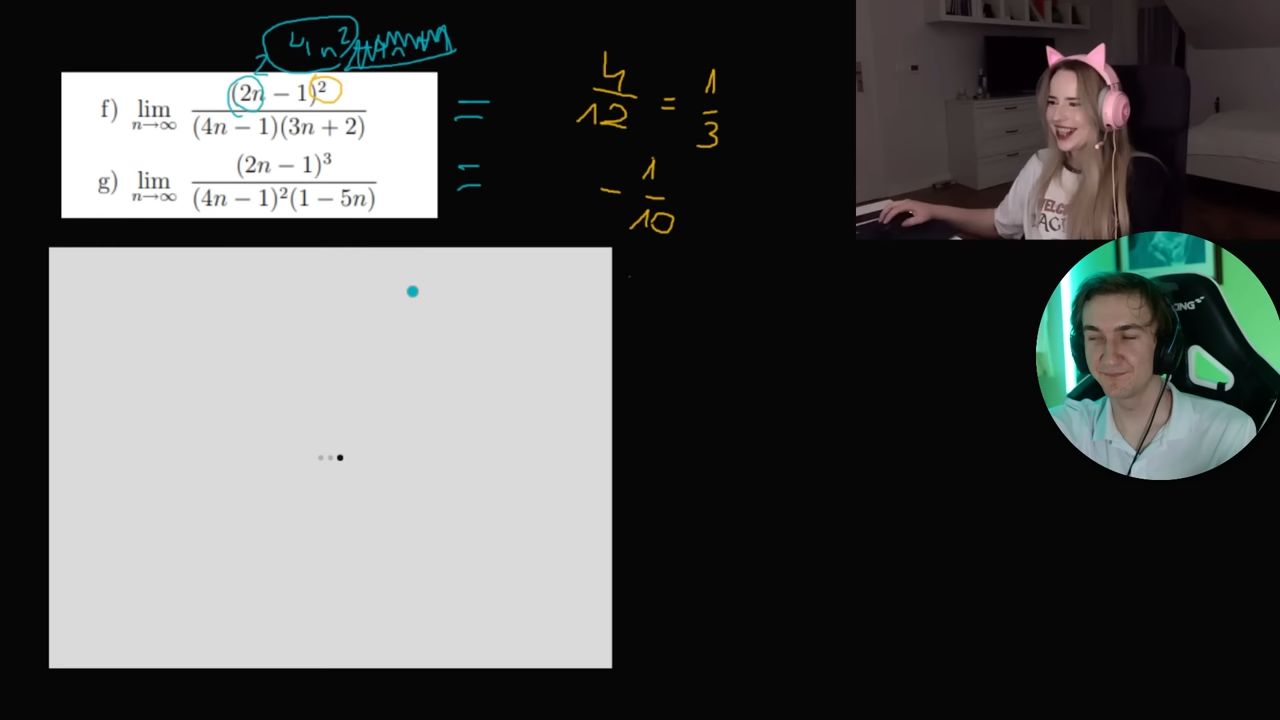 4n²
f) lim n→∞ (2n − 1)² / (4n − 1)(3n + 2) = 4/12 = 1/3
g) lim n→∞ (2n − 1)³ / (4n − 1)²(1 − 5n) = − 1/10